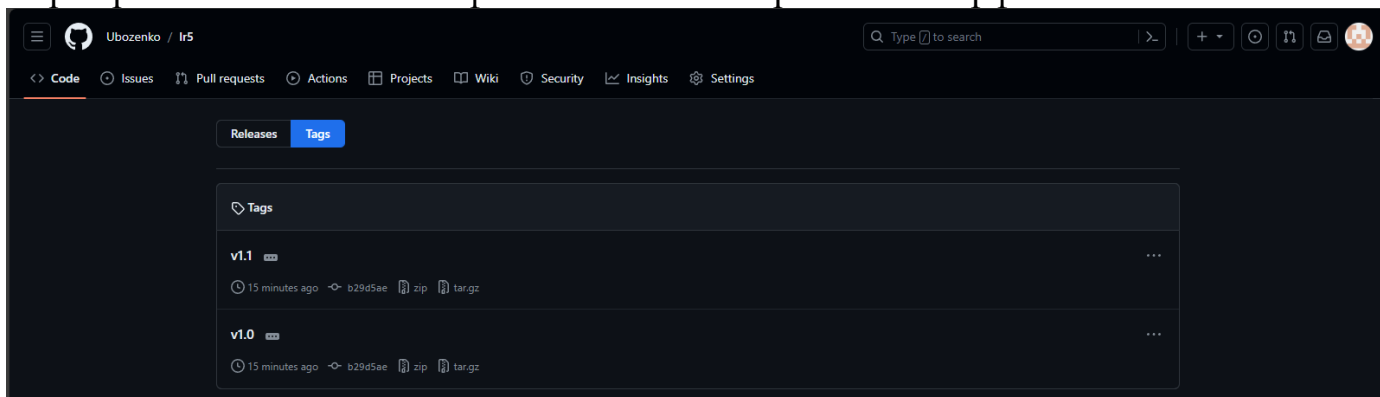 Ubozenko / lr5
Type / to search
Code Issues Pull requests Actions Projects Wiki Security Insights Settings
Releases Tags
Tags
v1.1
15 minutes ago b29d5ae zip tar.gz
v1.0
15 minutes ago b29d5ae zip tar.gz